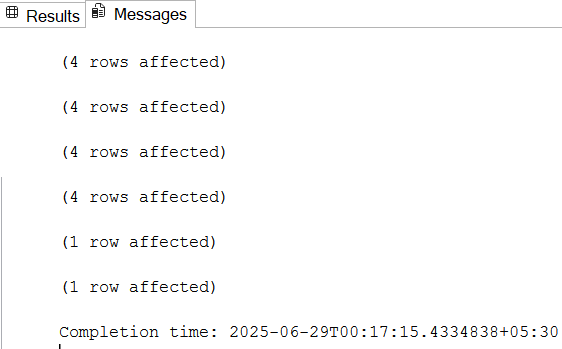 Results Messages
(4 rows affected)
(4 rows affected)
(4 rows affected)
(4 rows affected)
(1 row affected)
(1 row affected)
Completion time: 2025-06-29T00:17:15.4334838+05:30